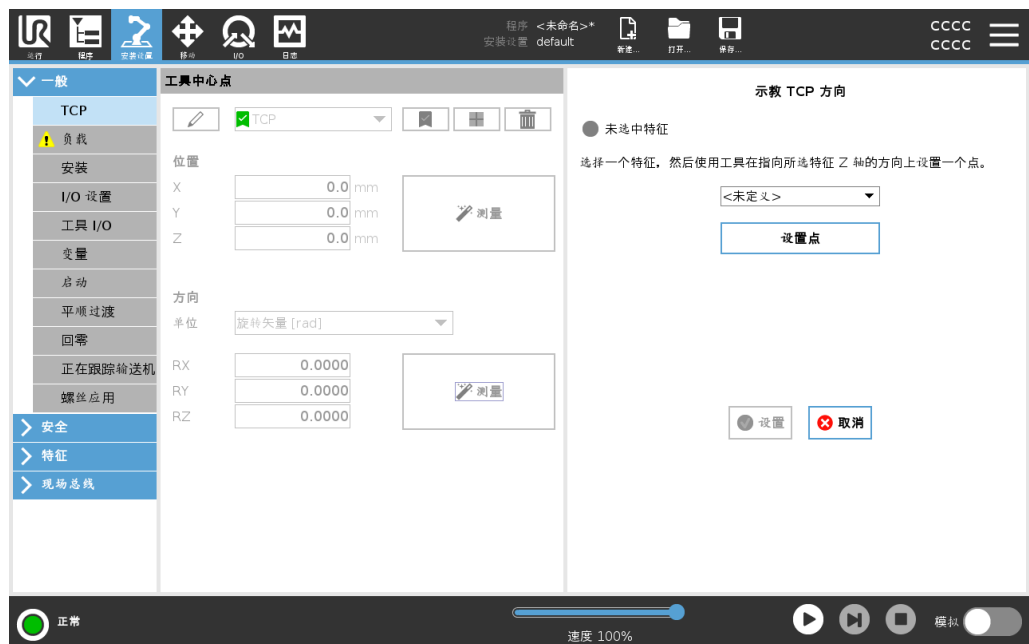 UR
运行
程序
安装设置
移动
I/O
日志
程序 <未命名>*
安装设置 default
新建...
打开...
保存...
CCCC
CCCC
一般
TCP
负载
安装
I/O 设置
工具 I/O
变量
启动
平顺过渡
回零
正在跟踪输送机
螺丝应用
安全
特征
现场总线
工具中心点
TCP
位置
X 0.0 mm
Y 0.0 mm
Z 0.0 mm
测量
方向
单位 旋转矢量 [rad]
RX 0.0000
RY 0.0000
RZ 0.0000
测量
示教 TCP 方向
未选中特征
选择一个特征，然后使用工具在指向所选特征 Z 轴的方向上设置一个点。
<未定义>
设置点
设置
取消
正常
速度 100%
模拟